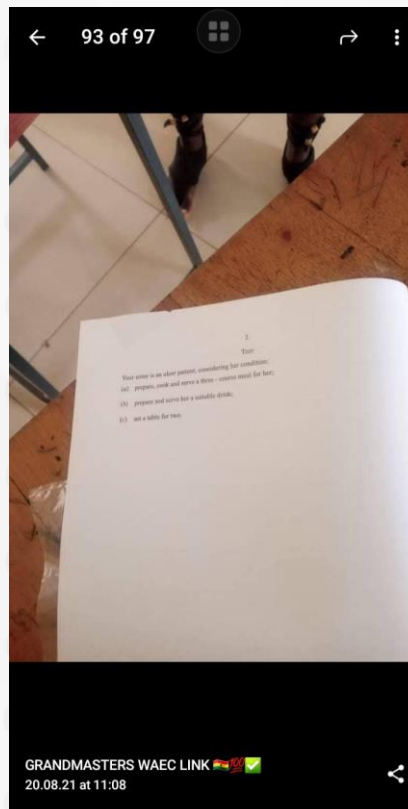 93 of 97
2
Test
Your sister is an ulcer patient, considering her condition;
(a) prepare, cook and serve a three - course meal for her;
(b) prepare and serve her a suitable drink;
(c) set a table for two.
GRANDMASTERS WAEC LINK 🇬🇭💯✅
20.08.21 at 11:08